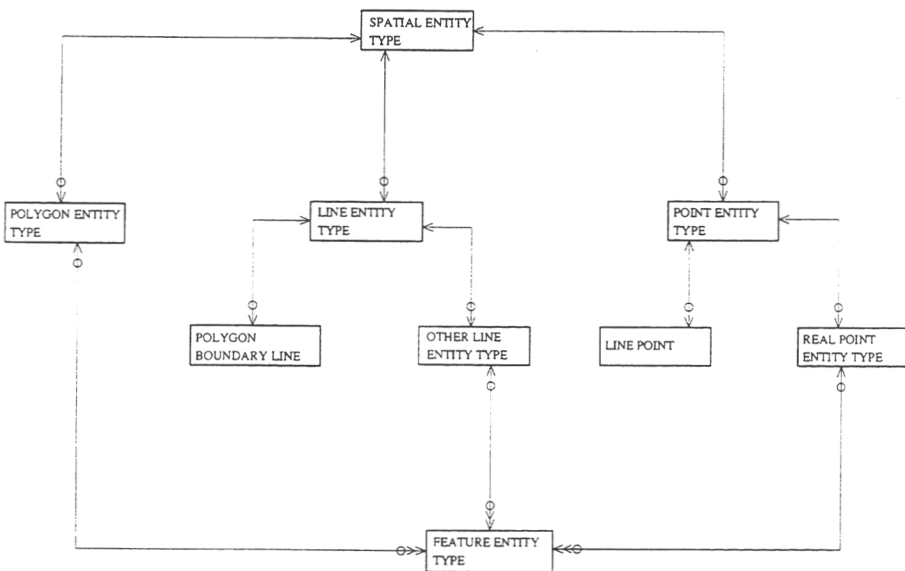 SPATIAL ENTITY
TYPE
POLYGON ENTITY
TYPE
LINE ENTITY
TYPE
POINT ENTITY
TYPE
POLYGON
BOUNDARY LINE
OTHER LINE
ENTITY TYPE
LINE POINT
REAL POINT
ENTITY TYPE
FEATURE ENTITY
TYPE